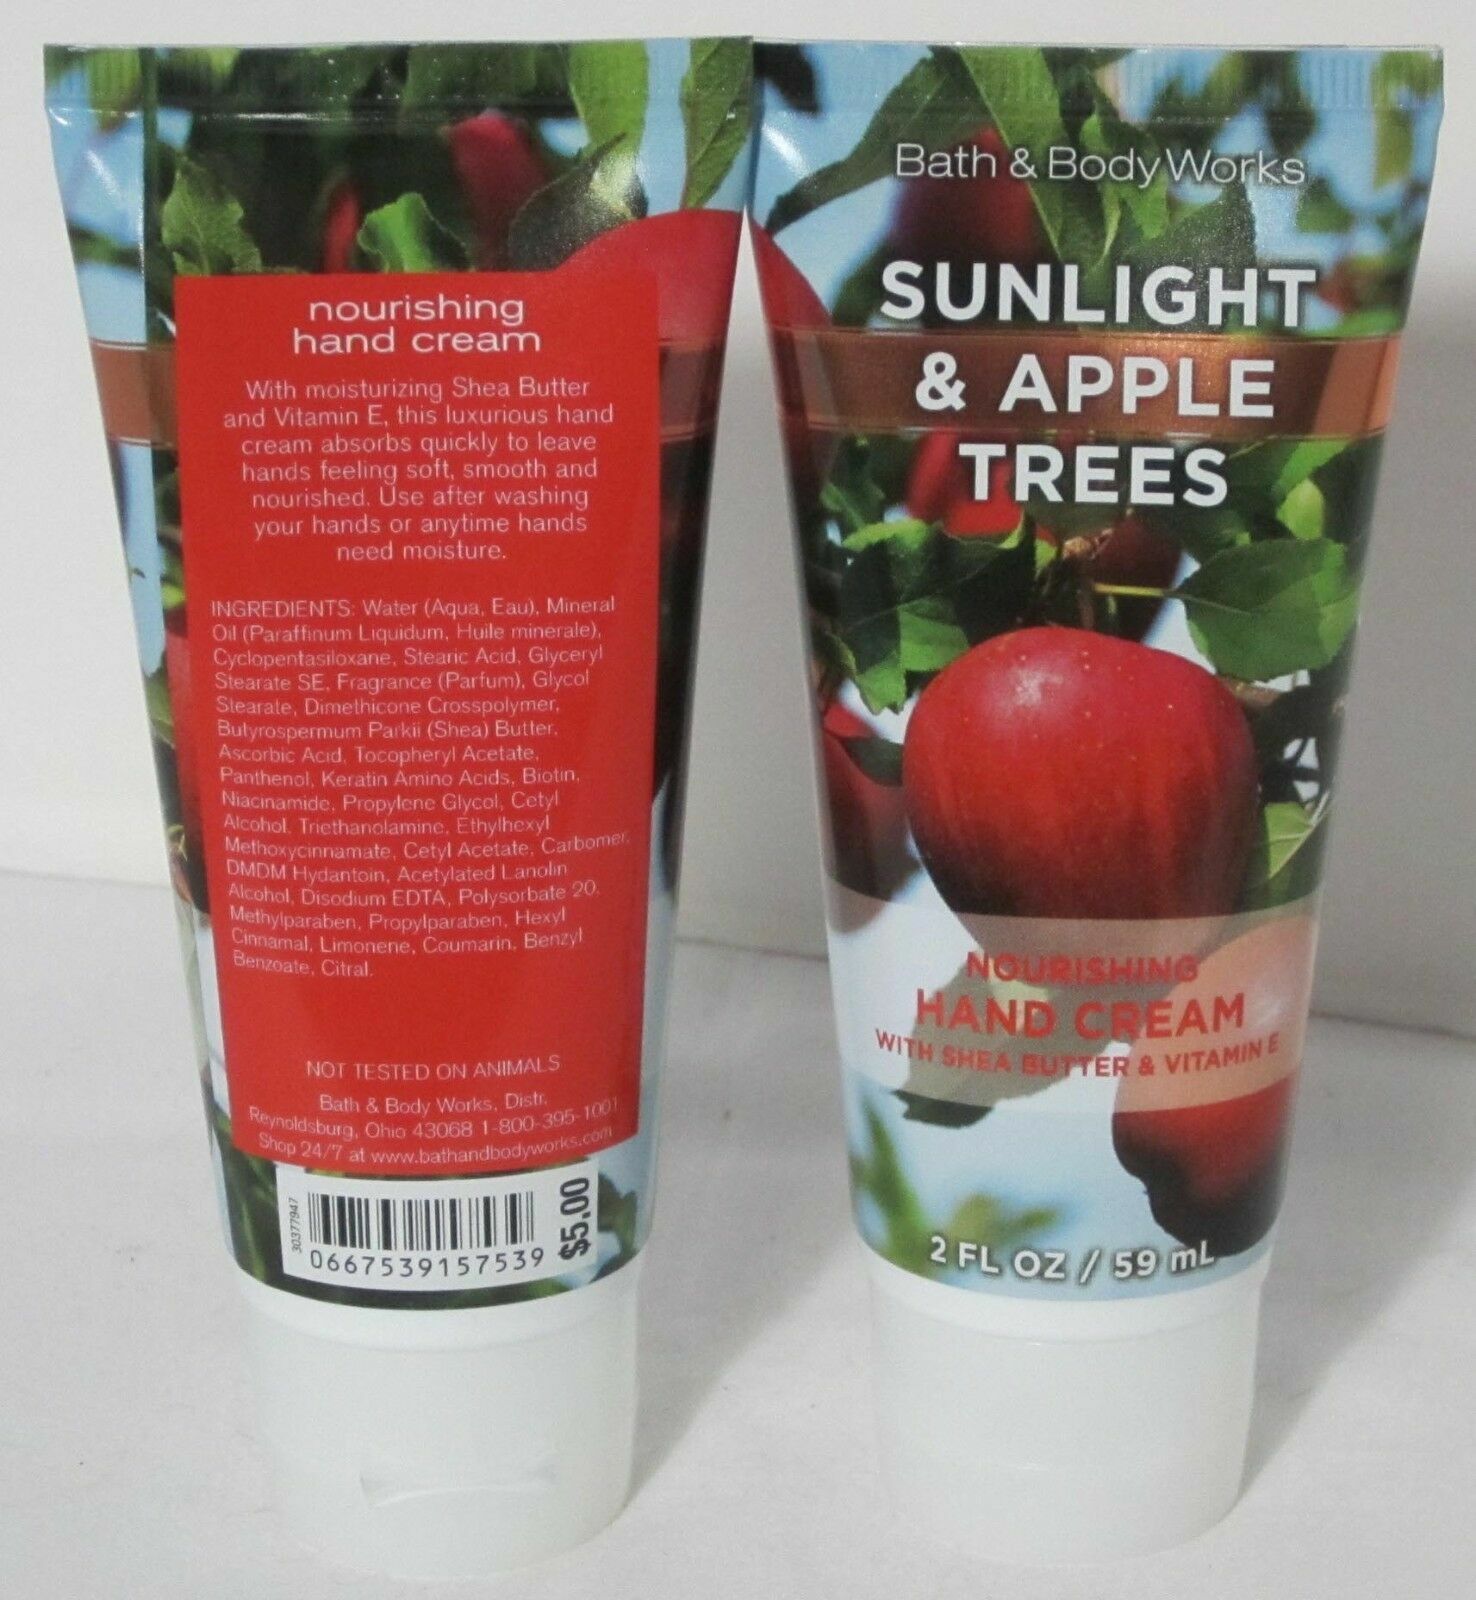 nourishing
hand cream
With moisturizing Shea Butter
and Vitamin E, this luxurious hand
cream absorbs quickly to leave
hands feeling soft, smooth and
nourished. Use after washing
your hands or anytime hands
need moisture.
INGREDIENTS: Water (Aqua, Eau), Mineral
Oil (Paraffinum Liquidum, Huile minerale),
Cyclopentasiloxane, Stearic Acid, Glyceryl
Stearate SE, Fragrance (Parfum), Glycol
Stearate, Dimethicone Crosspolymer,
Butyrospermum Parkii (Shea) Butter,
Ascorbic Acid, Tocopheryl Acetate,
Panthenol, Keratin Amino Acids, Biotin,
Niacinamide, Propylene Glycol, Cetyl
Alcohol, Triethanolamine, Ethylhexyl
Methoxycinnamate, Cetyl Acetate, Carbomer,
DMDM Hydantoin, Acetylated Lanolin
Alcohol, Disodium EDTA, Polysorbate 20,
Methylparaben, Propylparaben, Hexyl
Cinnamal, Limonene, Coumarin, Benzyl
Benzoate, Citral.
NOT TESTED ON ANIMALS
Bath & Body Works, Distr.
Reynoldsburg, Ohio 43068 1-800-395-1001
Shop 24/7 at www.bathandbodyworks.com
30377947
0667539157539
$5.00
Bath & Body Works
SUNLIGHT
& APPLE
TREES
NOURISHING
HAND CREAM
WITH SHEA BUTTER & VITAMIN E
2 FL OZ / 59 mL